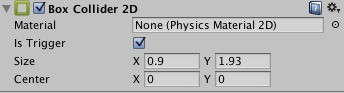 Box Collider 2D
Material None (Physics Material 2D)
Is Trigger
Size X 0.9 Y 1.93
Center X 0 Y 0